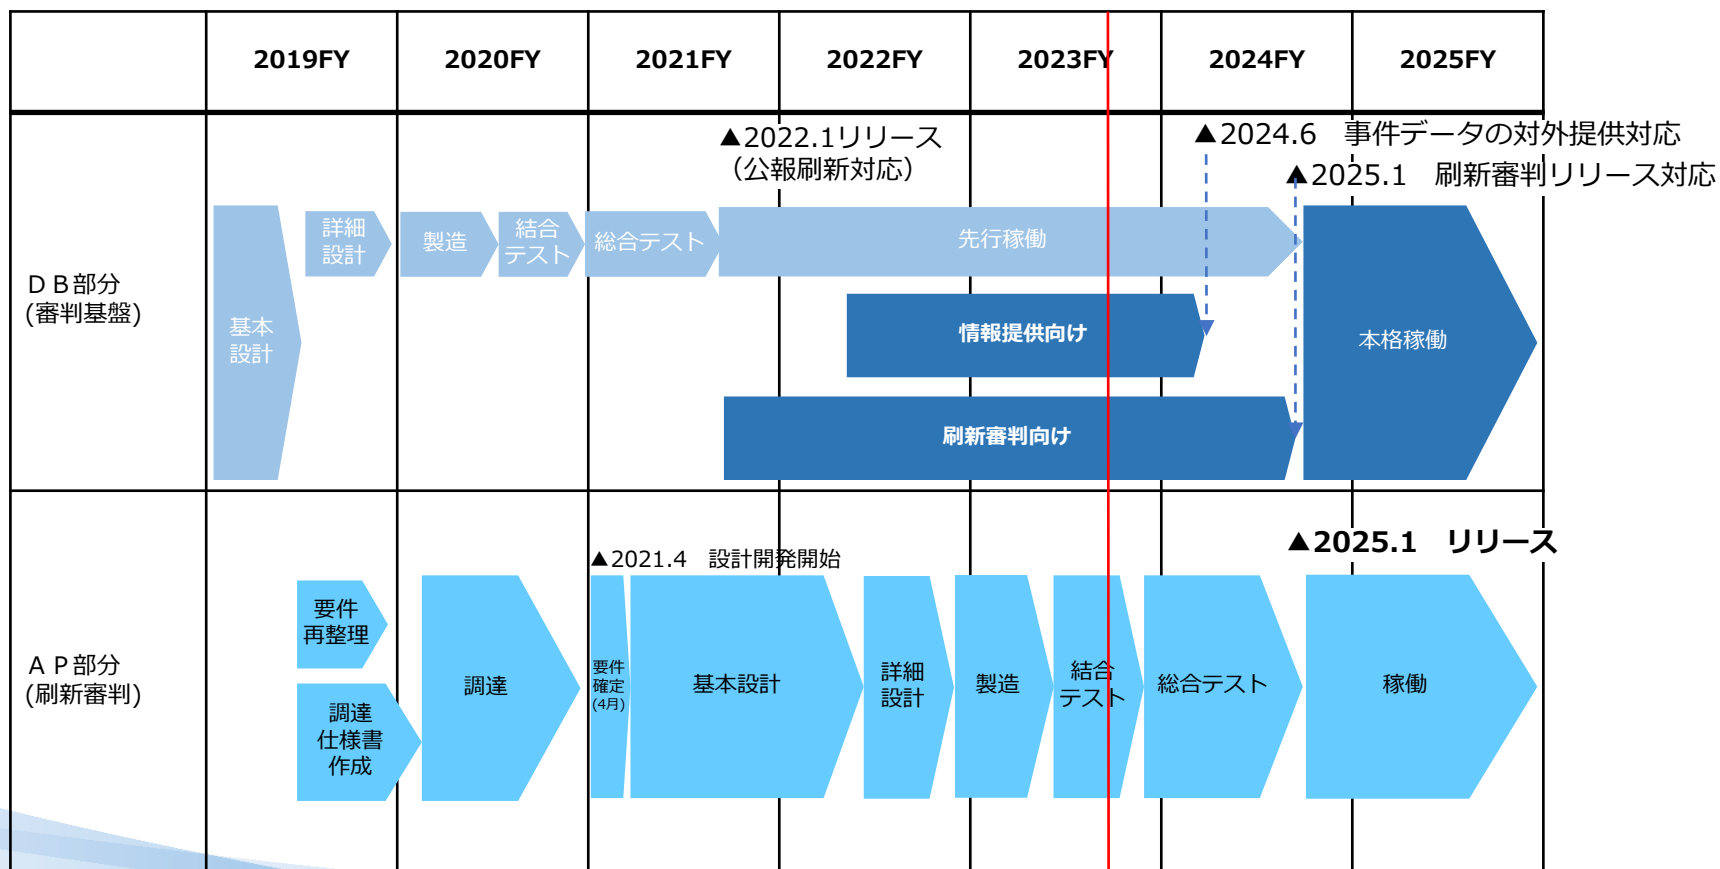 2019FY
2020FY
2021FY
2022FY
2023FY
2024FY
2025FY
ＤＢ部分
(審判基盤)
▲2022.1リリース
（公報刷新対応）
▲2024.6　事件データの対外提供対応
▲2025.1　刷新審判リリース対応
基本
設計
詳細
設計
製造
結合
テスト
総合テスト
先行稼働
情報提供向け
刷新審判向け
本格稼働
ＡＰ部分
(刷新審判)
▲2021.4　設計開発開始
▲2025.1　リリース
要件
再整理
調達
仕様書
作成
調達
要件
確定
(4月)
基本設計
詳細
設計
製造
結合
テスト
総合テスト
稼働